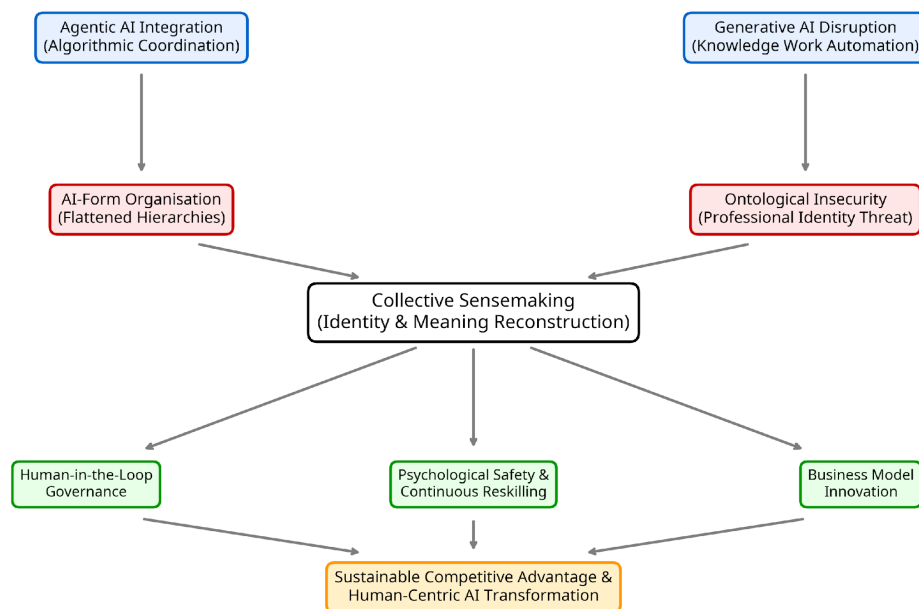 Agentic AI Integration
(Algorithmic Coordination)
Generative AI Disruption
(Knowledge Work Automation)
AI-Form Organisation
(Flattened Hierarchies)
Ontological Insecurity
(Professional Identity Threat)
Collective Sensemaking
(Identity & Meaning Reconstruction)
Human-in-the-Loop
Governance
Psychological Safety &
Continuous Reskilling
Business Model
Innovation
Sustainable Competitive Advantage &
Human-Centric AI Transformation